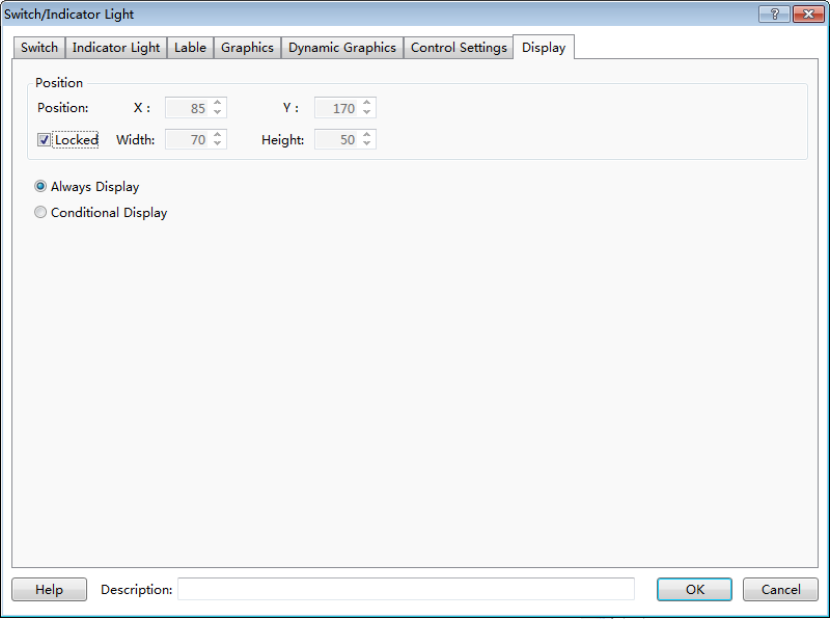 Switch/Indicator Light
?
Switch Indicator Light Lable Graphics Dynamic Graphics Control Settings Display
Position
Position: X : 85 Y : 170
Locked Width: 70 Height: 50
Always Display
Conditional Display
Help Description: OK Cancel